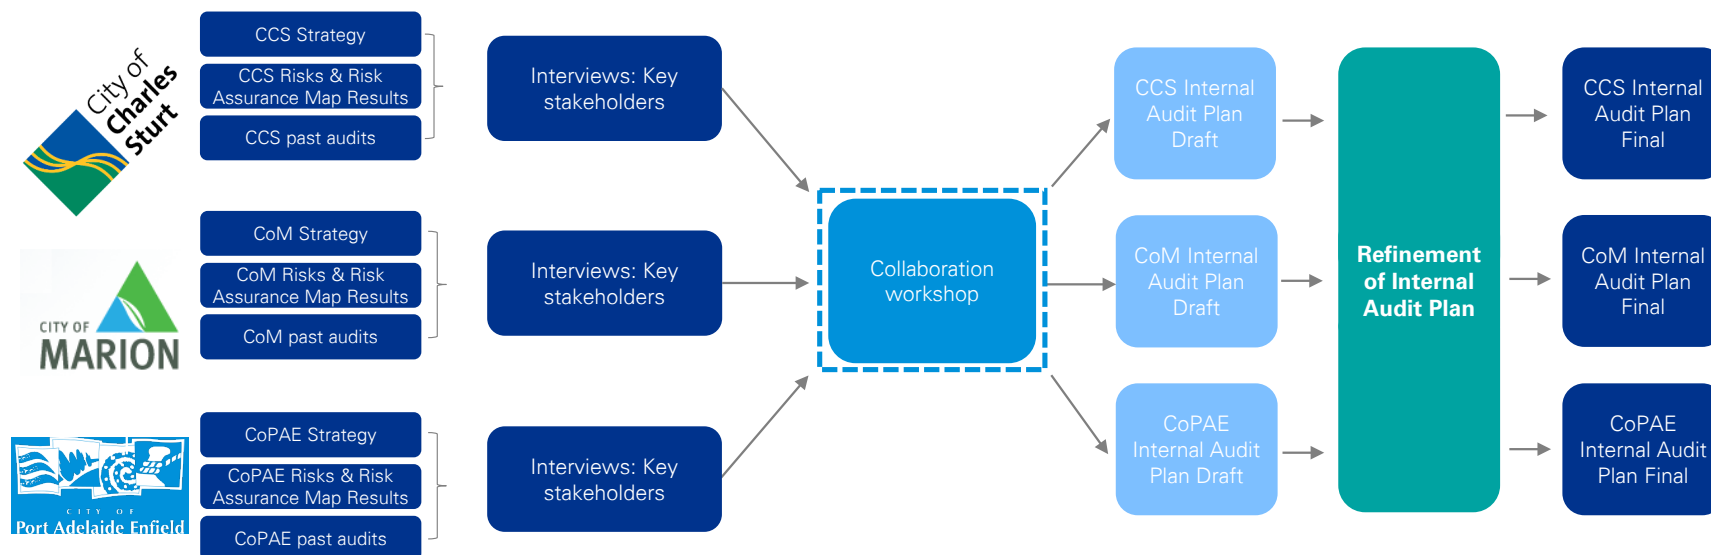 City of
Charles
Sturt
CCS Strategy
CCS Risks & Risk
Assurance Map Results
CCS past audits
Interviews: Key
stakeholders
CITY OF
MARION
CoM Strategy
CoM Risks & Risk
Assurance Map Results
CoM past audits
Interviews: Key
stakeholders
CITY OF
Port Adelaide Enfield
CoPAE Strategy
CoPAE Risks & Risk
Assurance Map Results
CoPAE past audits
Interviews: Key
stakeholders
Collaboration
workshop
CCS Internal
Audit Plan
Draft
CoM Internal
Audit Plan
Draft
CoPAE
Internal Audit
Plan Draft
Refinement
of Internal
Audit Plan
CCS Internal
Audit Plan
Final
CoM Internal
Audit Plan
Final
CoPAE
Internal Audit
Plan Final